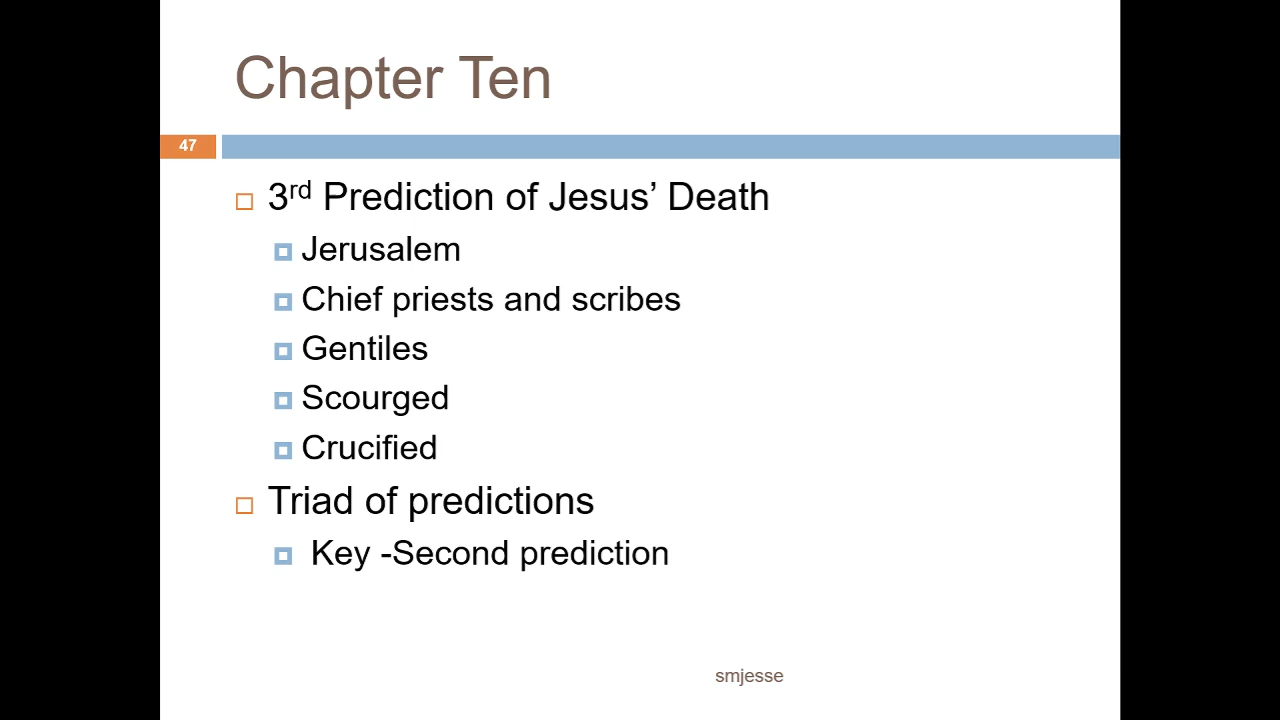 Chapter Ten
47
3rd Prediction of Jesus’ Death
Jerusalem
Chief priests and scribes
Gentiles
Scourged
Crucified
Triad of predictions
Key -Second prediction
smjesse